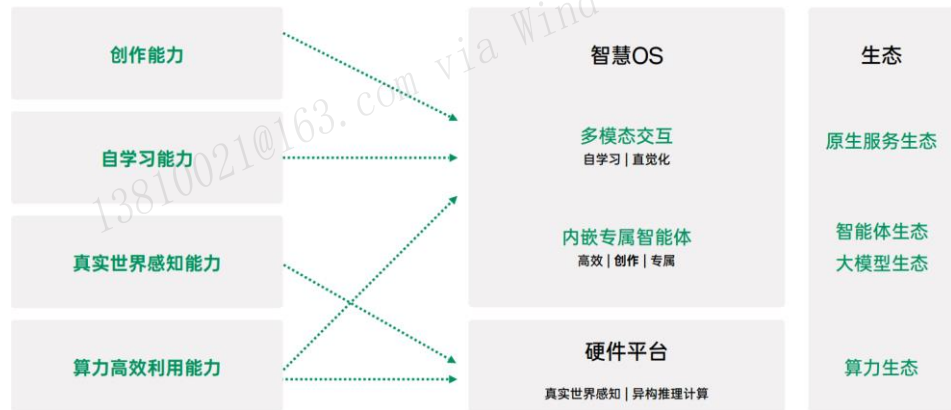 创作能力
自学习能力
真实世界感知能力
算力高效利用能力
智慧OS
多模态交互
自学习 | 直觉化
内嵌专属智能体
高效 | 创作 | 专属
硬件平台
真实世界感知 | 异构推理计算
生态
原生服务生态
智能体生态
大模型生态
算力生态
13810021@163.com via Wind